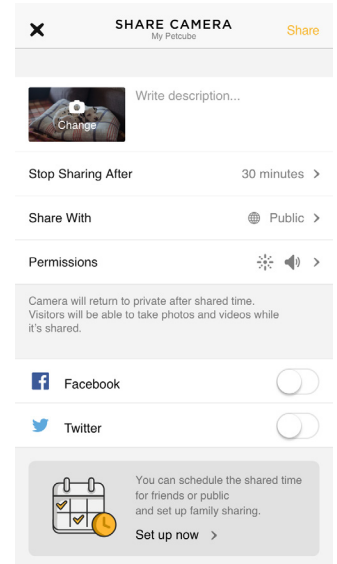 SHARE CAMERA
My Petcube
Share
Write description...
Change
Stop Sharing After
30 minutes
Share With
Public
Permissions
Camera will return to private after shared time.
Visitors will be able to take photos and videos while
it's shared.
Facebook
Twitter
You can schedule the shared time
for friends or public
and set up family sharing.
Set up now